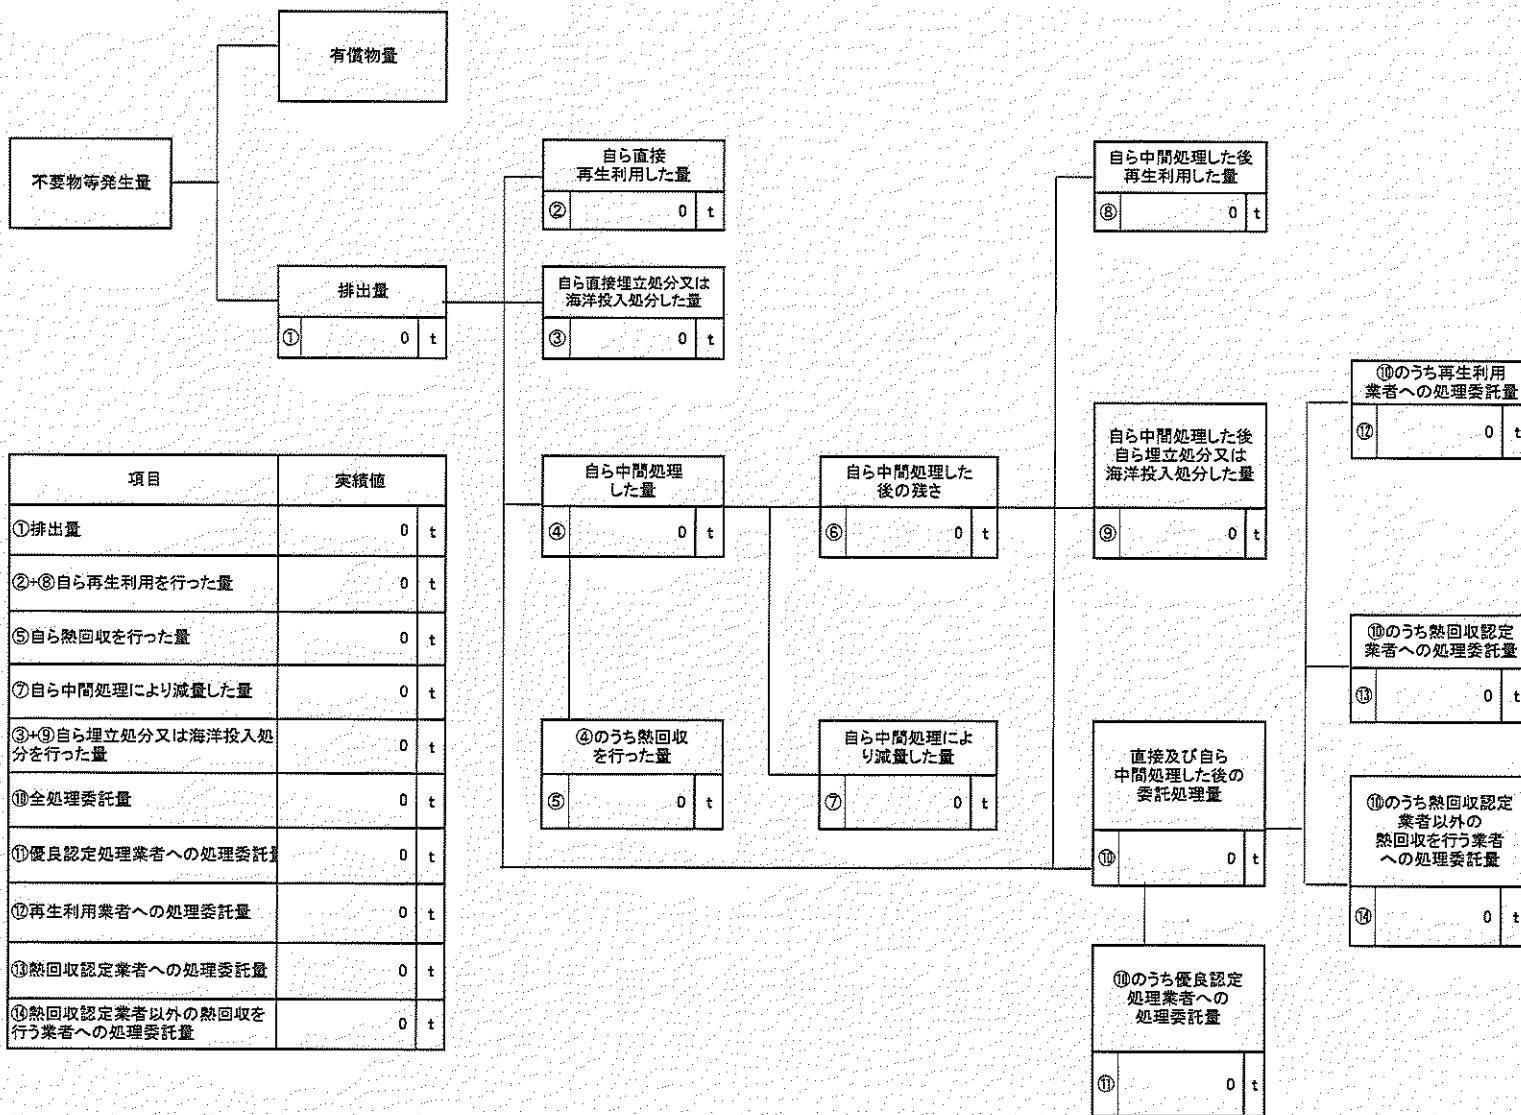 有償物量
不要物等発生量
排出量
① 0 t
自ら直接
再生利用した量
② 0 t
自ら直接埋立処分又は
海洋投入処分した量
③ 0 t
自ら中間処理
した量
④ 0 t
④のうち熱回収
を行った量
⑤ 0 t
自ら中間処理した
後の残さ
⑥ 0 t
自ら中間処理によ
り減量した量
⑦ 0 t
自ら中間処理した後
再生利用した量
⑧ 0 t
自ら中間処理した後
自ら埋立処分又は
海洋投入処分した量
⑨ 0 t
直接及び自ら
中間処理した後の
委託処理量
⑩ 0 t
⑩のうち優良認定
処理業者への
処理委託量
⑪ 0 t
⑩のうち再生利用
業者への処理委託量
⑫ 0 t
⑩のうち熱回収認定
業者への処理委託量
⑬ 0 t
⑩のうち熱回収認定
業者以外の
熱回収を行う業者
への処理委託量
⑭ 0 t
項目 実績値
①排出量 0 t
②+⑧自ら再生利用を行った量 0 t
⑤自ら熱回収を行った量 0 t
⑦自ら中間処理により減量した量 0 t
③+⑨自ら埋立処分又は海洋投入処
分を行った量 0 t
⑩全処理委託量 0 t
⑪優良認定処理業者への処理委託量 0 t
⑫再生利用業者への処理委託量 0 t
⑬熱回収認定業者への処理委託量 0 t
⑭熱回収認定業者以外の熱回収を
行う業者への処理委託量 0 t